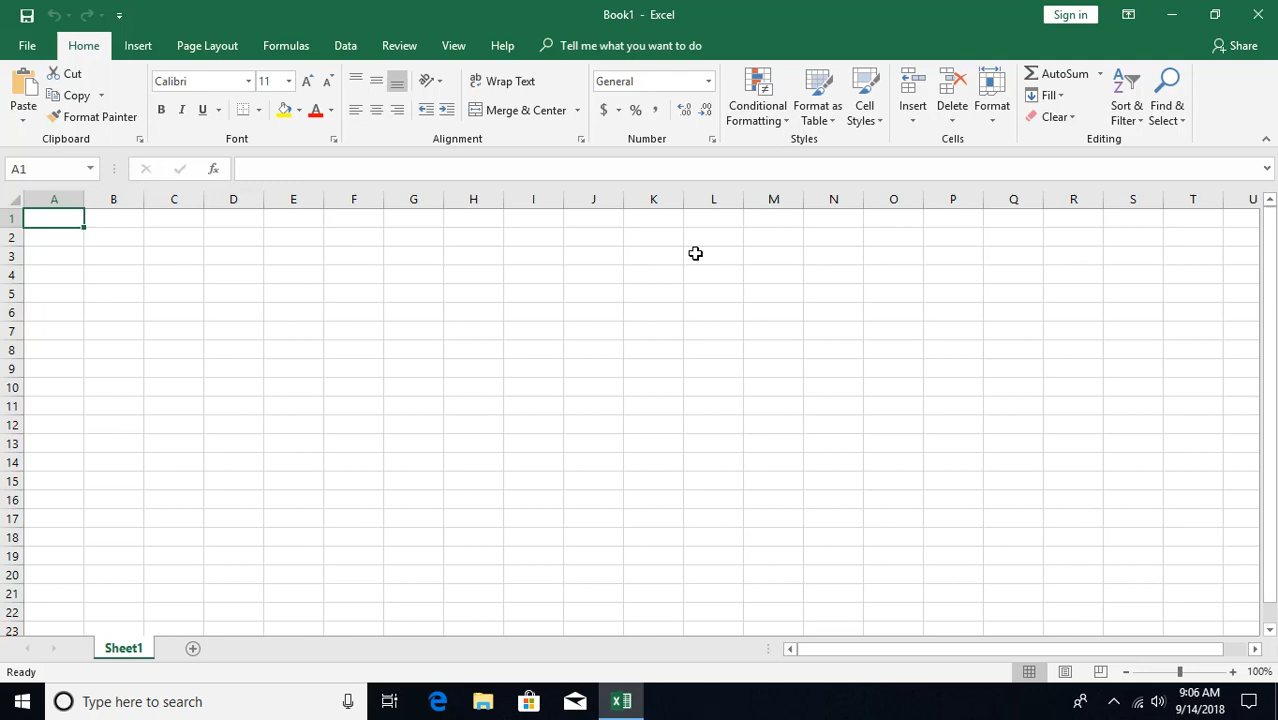 Book1 - Excel
Sign in
File Home Insert Page Layout Formulas Data Review View Help Tell me what you want to do Share
Paste
Cut
Copy
Format Painter
Clipboard
Calibri 11
B I U
Font
Wrap Text
Merge & Center
Alignment
General
$ % ,
Number
Conditional
Formatting
Format as
Table
Cell
Styles
Styles
Insert
Delete
Format
Cells
AutoSum
Fill
Clear
Sort &
Filter
Find &
Select
Editing
A1
fx
A B C D E F G H I J K L M N O P Q R S T U
1
2
3
4
5
6
7
8
9
10
11
12
13
14
15
16
17
18
19
20
21
22
23
Sheet1
Ready
100%
Type here to search
9:06 AM
9/14/2018